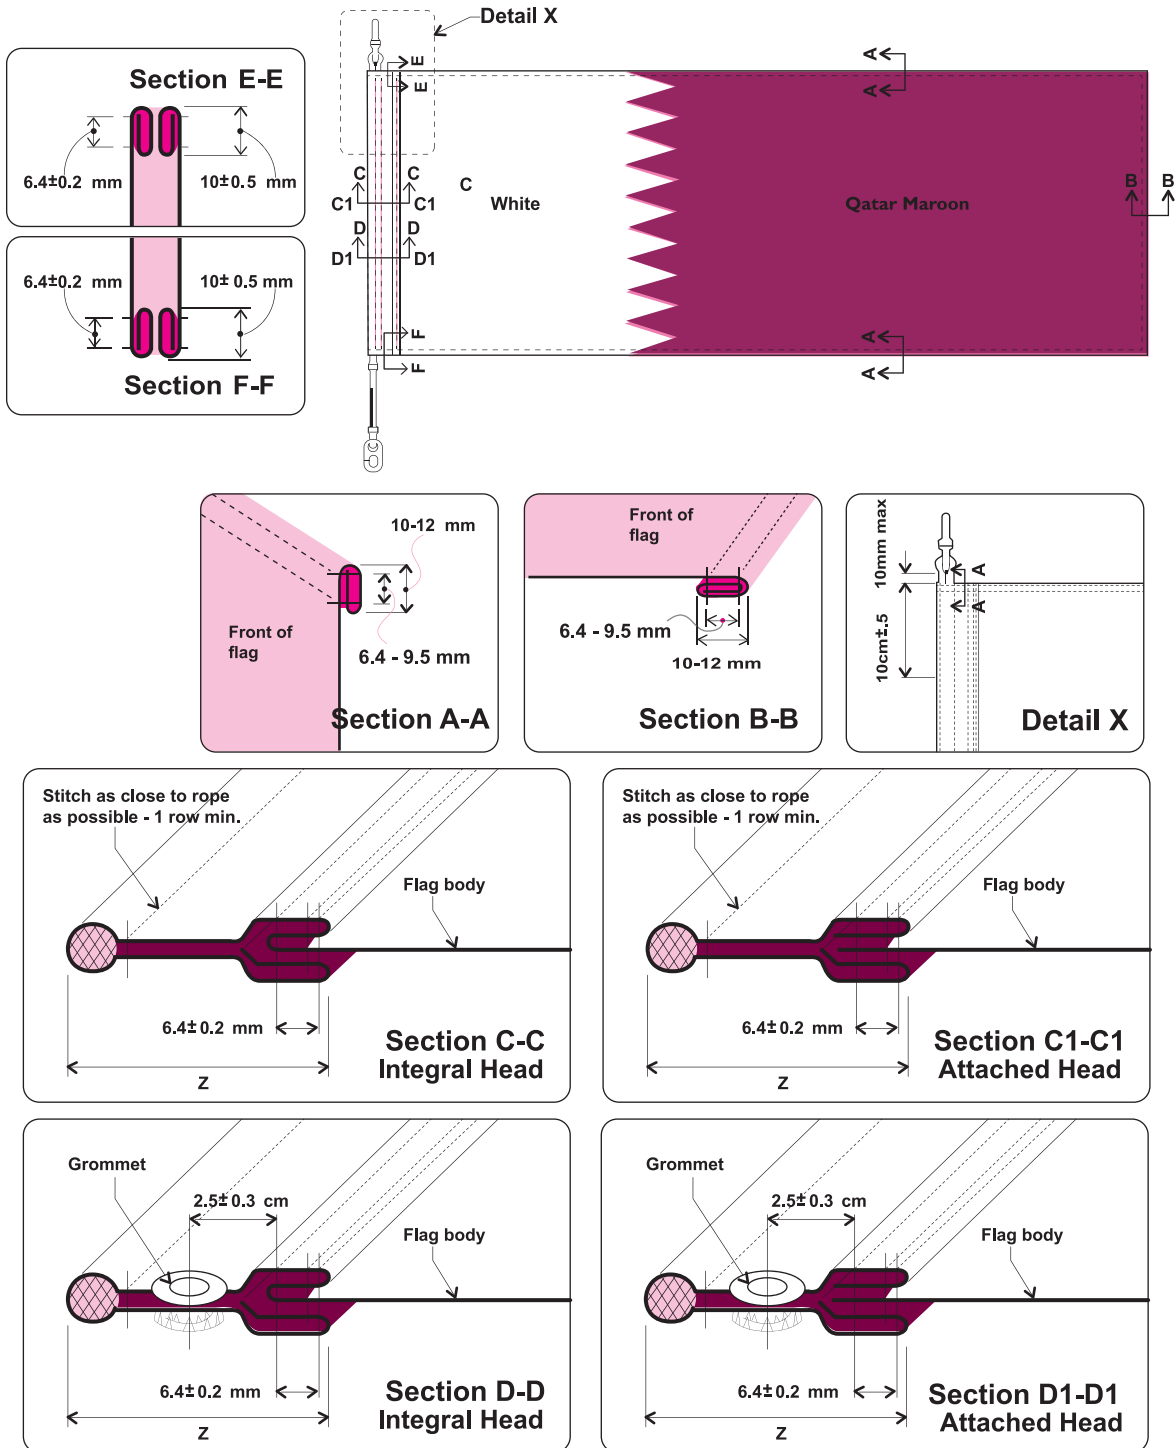 Detail X
E
E
A
A
C
C
C1
C1
D
D
D1
D1
C
White
Qatar Maroon
B
B
F
F
A
A
Section E-E
6.4±0.2 mm
10±0.5 mm
6.4±0.2 mm
10± 0.5 mm
Section F-F
10-12 mm
Front of
flag
6.4 - 9.5 mm
Section A-A
Front of
flag
6.4 - 9.5 mm
10-12 mm
Section B-B
10mm max
10cm±.5
A
A
Detail X
Stitch as close to rope
as possible - 1 row min.
Flag body
6.4±0.2 mm
Z
Section C-C
Integral Head
Stitch as close to rope
as possible - 1 row min.
Flag body
6.4±0.2 mm
Z
Section C1-C1
Attached Head
Grommet
2.5±0.3 cm
Flag body
6.4±0.2 mm
Z
Section D-D
Integral Head
Grommet
2.5±0.3 cm
Flag body
6.4±0.2 mm
Z
Section D1-D1
Attached Head